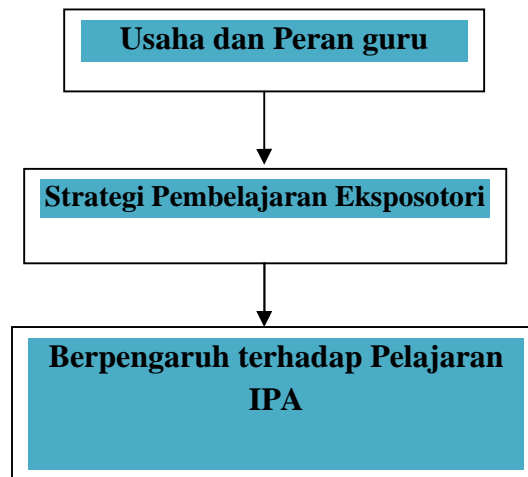 Usaha dan Peran guru
Strategi Pembelajaran Eksposotori
Berpengaruh terhadap Pelajaran
IPA